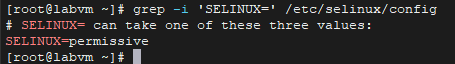 [root@labvm ~]# grep -i 'SELINUX=' /etc/selinux/config
# SELINUX= can take one of these three values:
SELINUX=permissive
[root@labvm ~]#